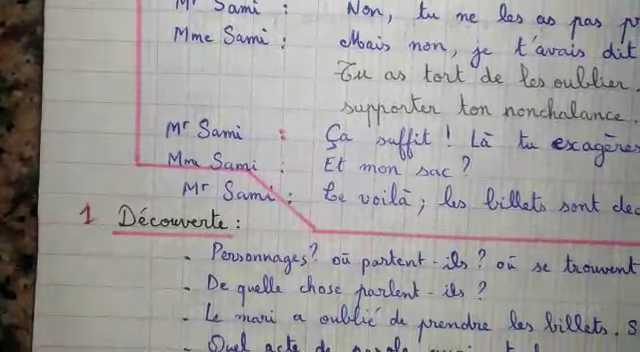 Mr Sami : Non, tu ne les as pas
Mme Sami : Mais non, je t'avais dit
Tu as tort de les oublier.
supporter ton nonchalance.
Mr Sami : Ça suffit ! Là tu exagères
Mme Sami : Et mon sac ?
Mr Sami : Le voilà ; les billets sont
1 Découverte :
- Personnages ? où partent-ils ? où se trouvent
- De quelle chose parlent-ils ?
- Le mari a oublié de prendre les billets.
- Quel acte de